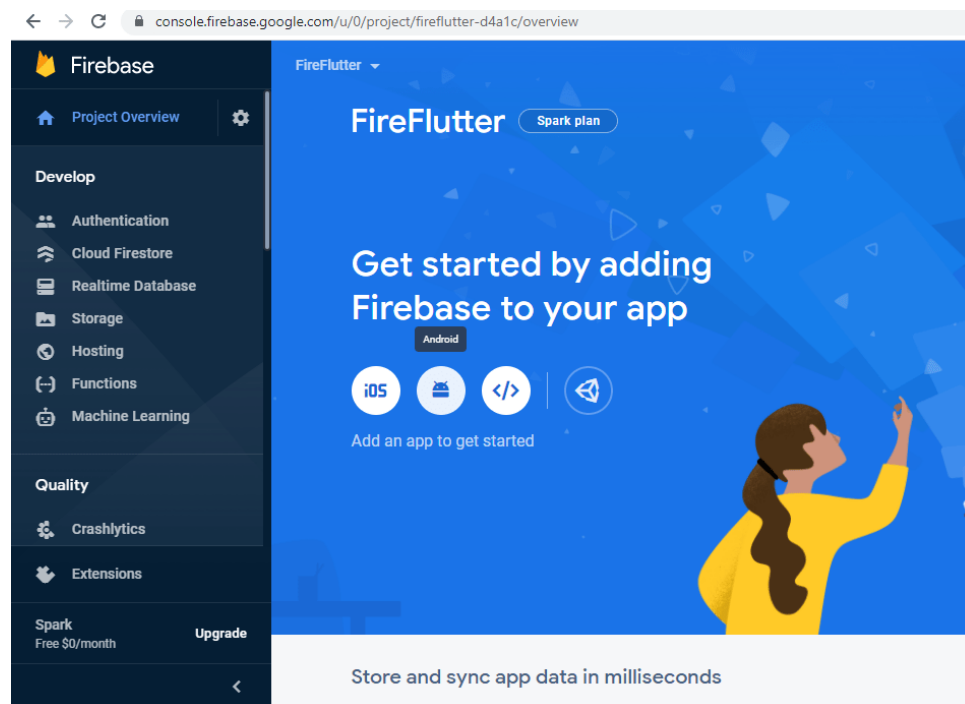 console.firebase.google.com/u/0/project/fireflutter-d4a1c/overview
Firebase
Project Overview
Develop
Authentication
Cloud Firestore
Realtime Database
Storage
Hosting
Functions
Machine Learning
Quality
Crashlytics
Extensions
Spark
Free $0/month
Upgrade
FireFlutter
FireFlutter Spark plan
Get started by adding
Firebase to your app
Android
iOS
</>
Add an app to get started
Store and sync app data in milliseconds